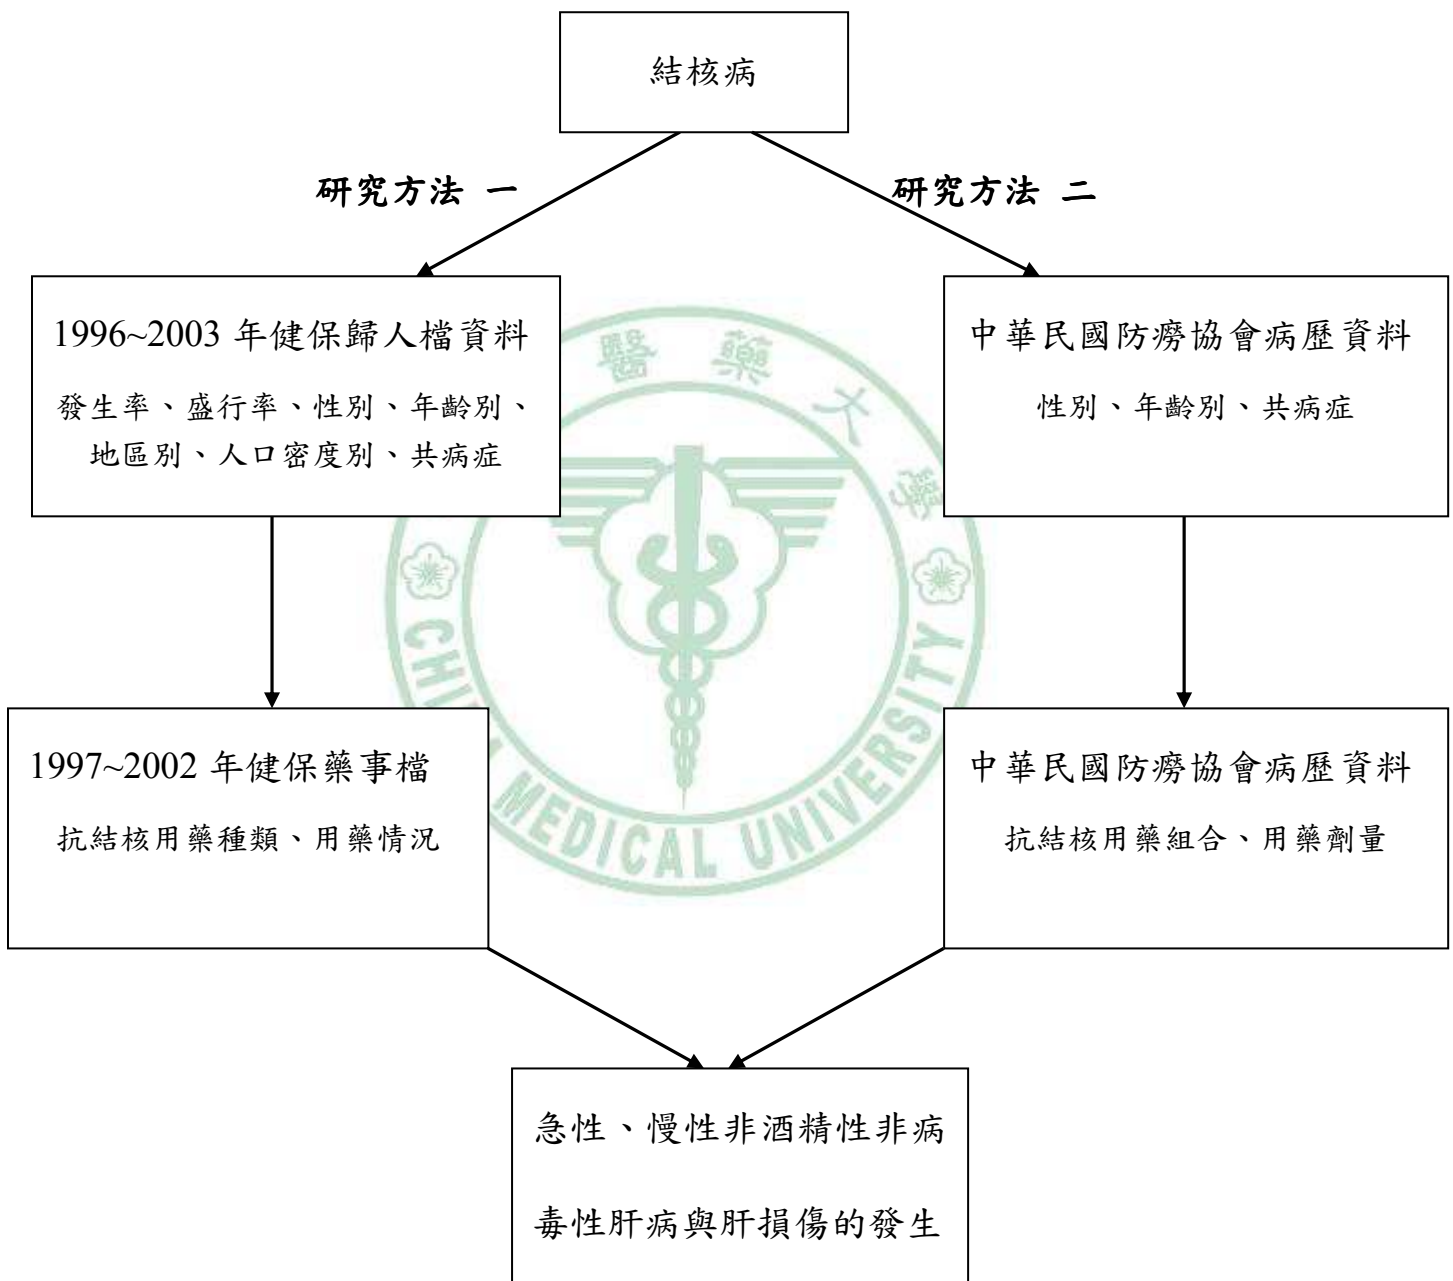 結核病
研究方法 一
研究方法 二
1996~2003 年健保歸人檔資料
發生率、盛行率、性別、年齡別、
地區別、人口密度別、共病症
中華民國防癆協會病歷資料
性別、年齡別、共病症
1997~2002 年健保藥事檔
抗結核用藥種類、用藥情況
中華民國防癆協會病歷資料
抗結核用藥組合、用藥劑量
急性、慢性非酒精性非病
毒性肝病與肝損傷的發生
醫藥大學
MEDICAL UNIVERSITY